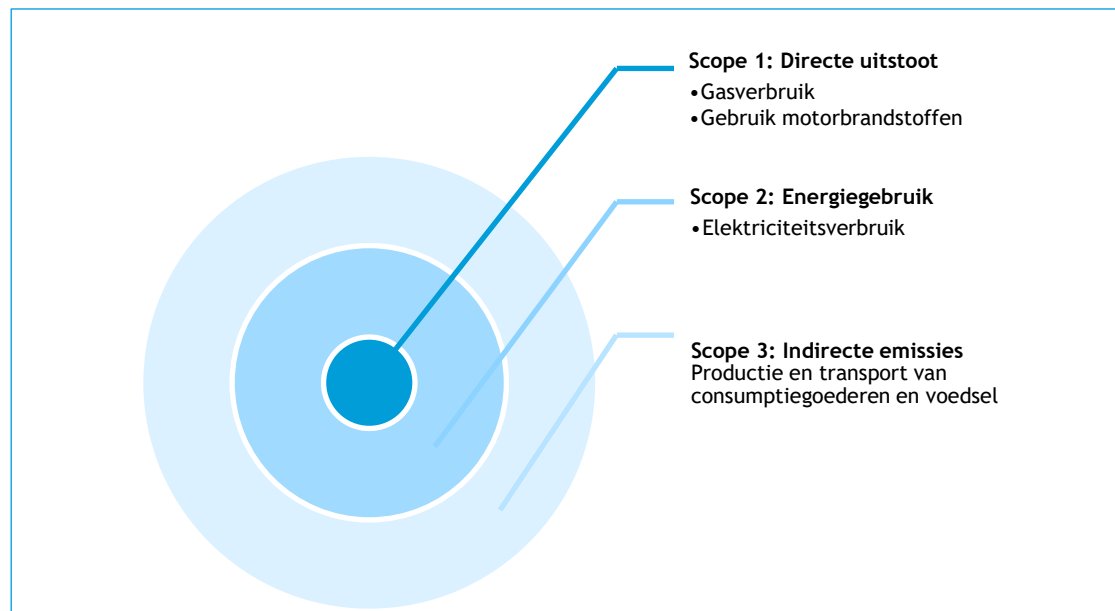 Scope 1: Directe uitstoot
•Gasverbruik
•Gebruik motorbrandstoffen
Scope 2: Energiegebruik
•Elektriciteitsverbruik
Scope 3: Indirecte emissies
Productie en transport van
consumptiegoederen en voedsel